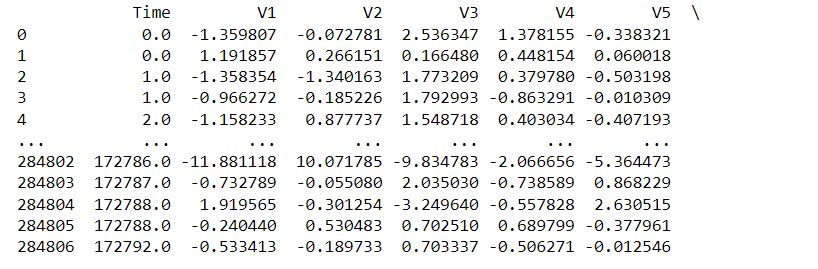 Time         V1         V2        V3        V4        V5  \
0            0.0  -1.359807  -0.072781  2.536347  1.378155 -0.338321
1            0.0   1.191857   0.266151  0.166480  0.448154  0.060018
2            1.0  -1.358354  -1.340163  1.773209  0.379780 -0.503198
3            1.0  -0.966272  -0.185226  1.792993 -0.863291 -0.010309
4            2.0  -1.158233   0.877737  1.548718  0.403034 -0.407193
...          ...        ...        ...       ...       ...       ...
284802  172786.0 -11.881118  10.071785 -9.834783 -2.066656 -5.364473
284803  172787.0  -0.732789  -0.055080  2.035030 -0.738589  0.868229
284804  172788.0   1.919565  -0.301254 -3.249640 -0.557828  2.630515
284805  172788.0  -0.240440   0.530483  0.702510  0.689799 -0.377961
284806  172792.0  -0.533413  -0.189733  0.703337 -0.506271 -0.012546